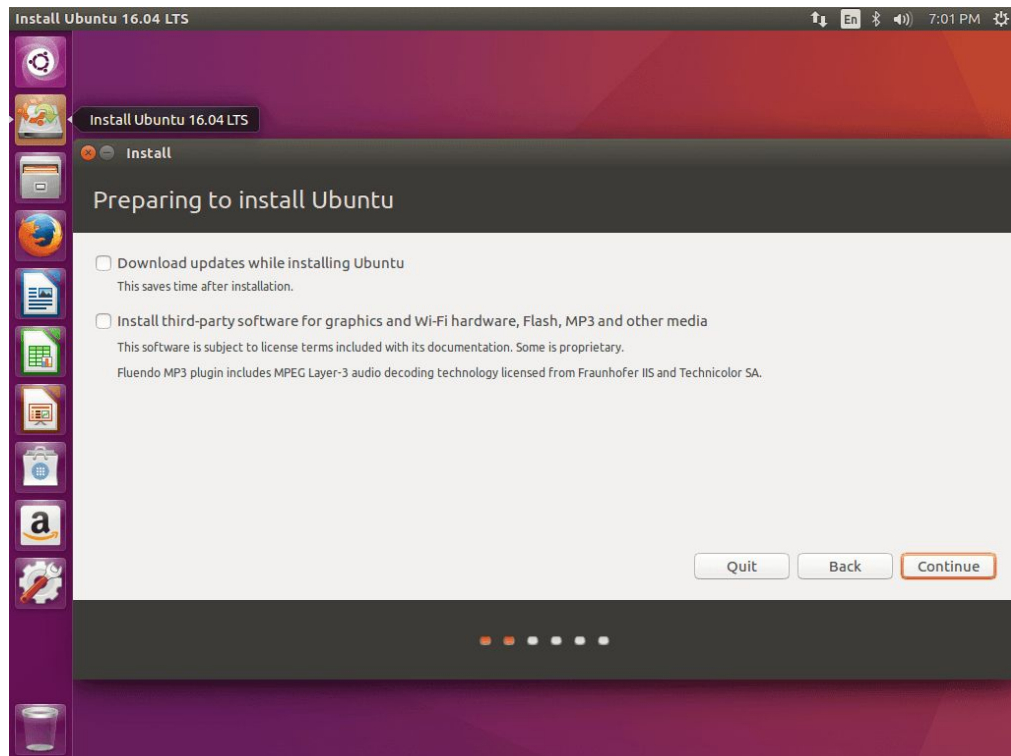 Install Ubuntu 16.04 LTS
En
7:01 PM
Install Ubuntu 16.04 LTS
Install
Preparing to install Ubuntu
Download updates while installing Ubuntu
This saves time after installation.
Install third-party software for graphics and Wi-Fi hardware, Flash, MP3 and other media
This software is subject to license terms included with its documentation. Some is proprietary.
Fluendo MP3 plugin includes MPEG Layer-3 audio decoding technology licensed from Fraunhofer IIS and Technicolor SA.
a
Quit Back Continue